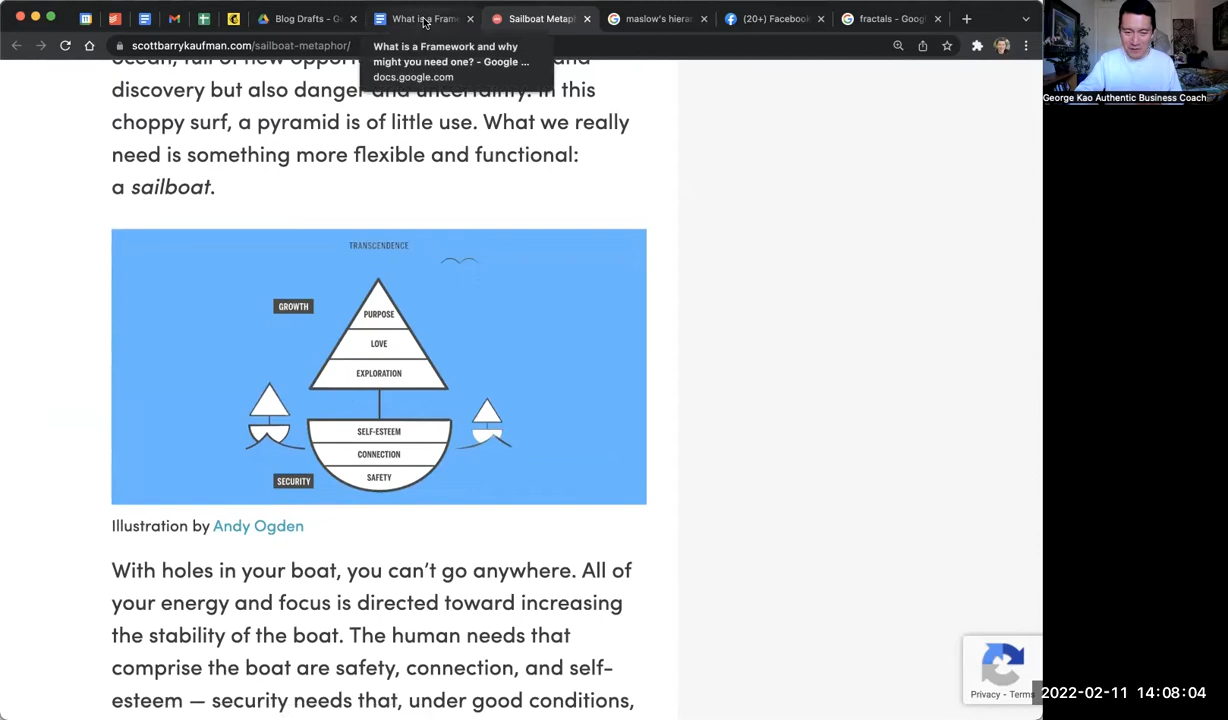 Blog Drafts - G
What is a Frame
Sailboat Metap
maslow's hierar
(20+) Facebook
fractals - Goog
scottbarrykaufman.com/sailboat-metaphor/
What is a Framework and why
might you need one? - Google ...
docs.google.com
George Kao Authentic Business Coach
discovery but also danger and uncertainty. In this
choppy surf, a pyramid is of little use. What we really
need is something more flexible and functional:
a sailboat.
TRANSCENDENCE
GROWTH
PURPOSE
LOVE
EXPLORATION
SELF-ESTEEM
CONNECTION
SAFETY
SECURITY
Illustration by Andy Ogden
With holes in your boat, you can't go anywhere. All of
your energy and focus is directed toward increasing
the stability of the boat. The human needs that
comprise the boat are safety, connection, and self-
esteem — security needs that, under good conditions,
Privacy - Terms
2022-02-11 14:08:04